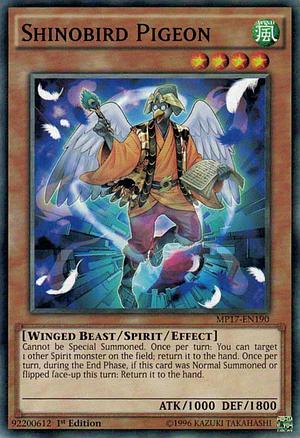 SHINOBIRD PIGEON
WIND
風
MP17-EN190
[WINGED BEAST/SPIRIT/EFFECT]
Cannot be Special Summoned. Once per turn: You can target
1 other Spirit monster on the field; return it to the hand. Once per
turn, during the End Phase, if this card was Normal Summoned or
flipped face-up this turn: Return it to the hand.
ATK/1000 DEF/1800
92200612 1st Edition ©1996 KAZUKI TAKAHASHI